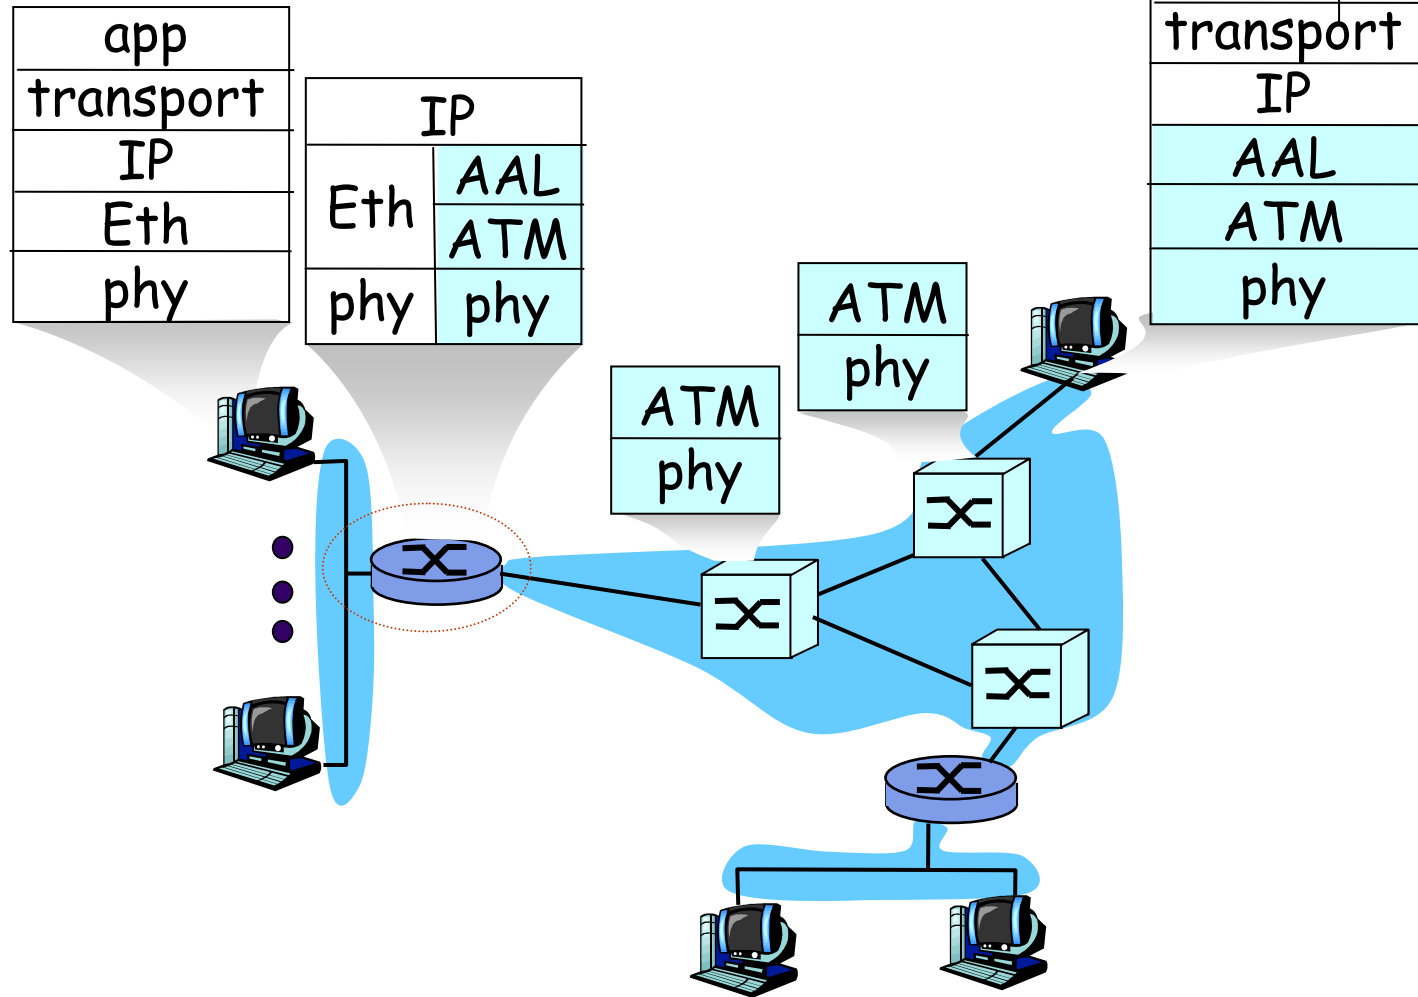 app
transport
IP
Eth
phy
IP
Eth
AAL
ATM
phy
phy
ATM
phy
ATM
phy
transport
IP
AAL
ATM
phy